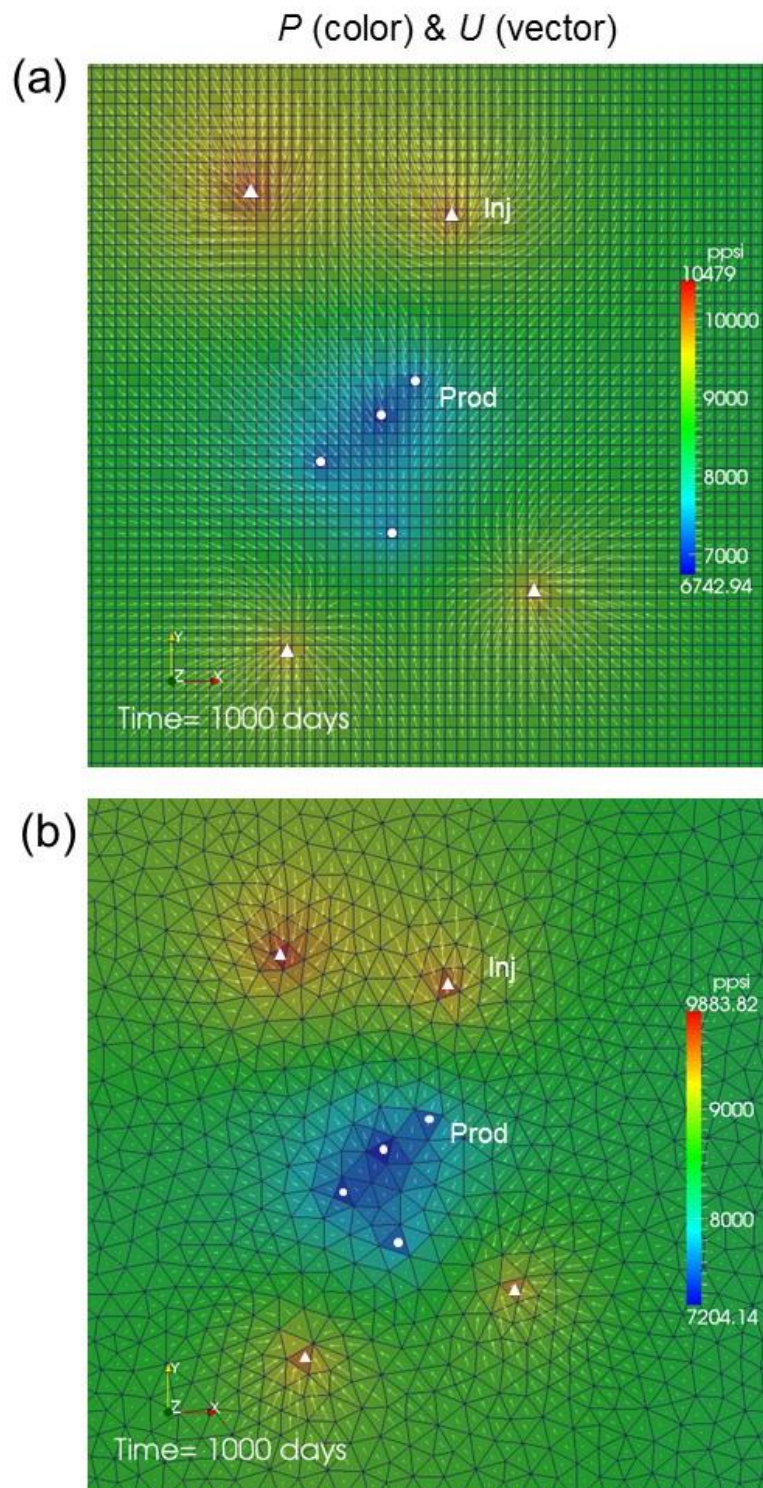 P (color) & U (vector)
(a)
Inj
ppsi
10479
10000
Prod
9000
8000
7000
6742.94
Y
Z X
Time= 1000 days
(b)
Inj
ppsi
9883.82
9000
Prod
8000
7204.14
Y
Z X
Time= 1000 days